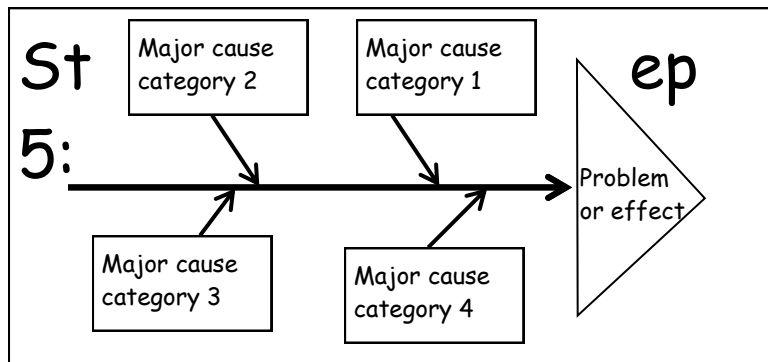 St ep
5:
Major cause
category 2
Major cause
category 1
Problem
or effect
Major cause
category 3
Major cause
category 4